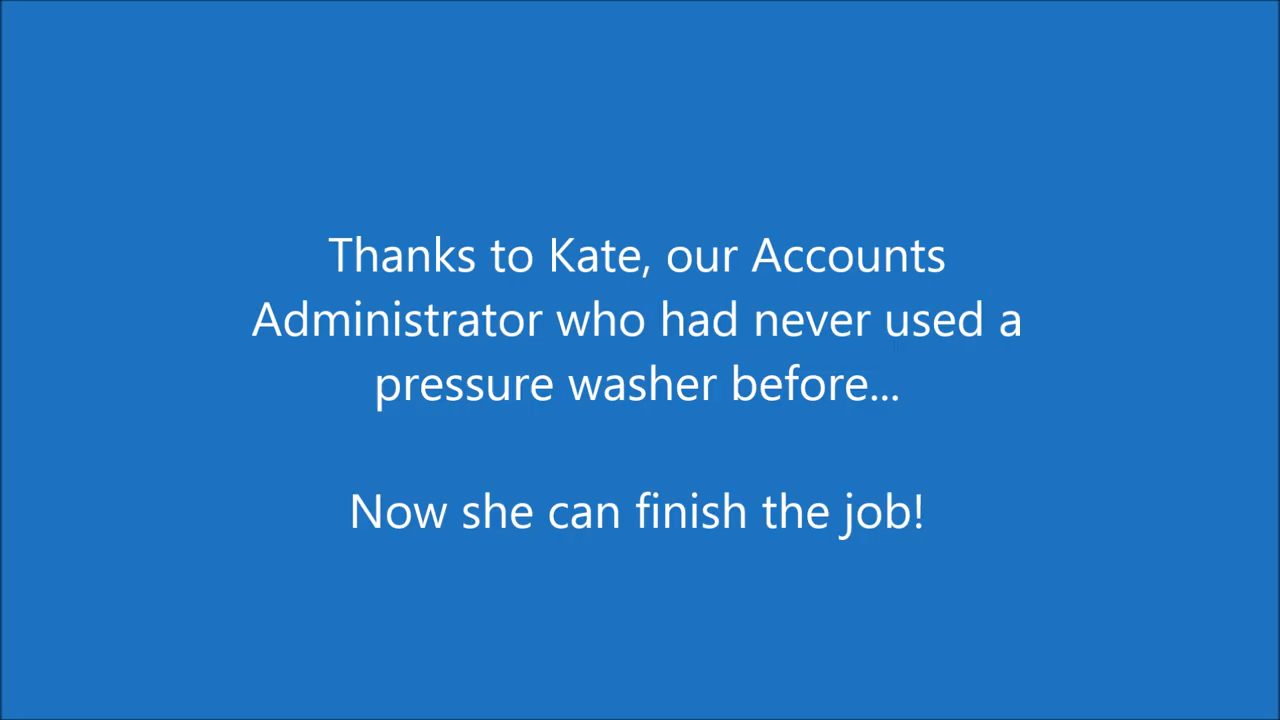 Thanks to Kate, our Accounts
Administrator who had never used a
pressure washer before...
Now she can finish the job!